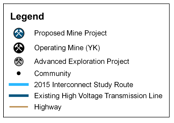 Legend
Proposed Mine Project
Operating Mine (YK)
Advanced Exploration Project
Community
2015 Interconnect Study Route
Existing High Voltage Transmission Line
Highway